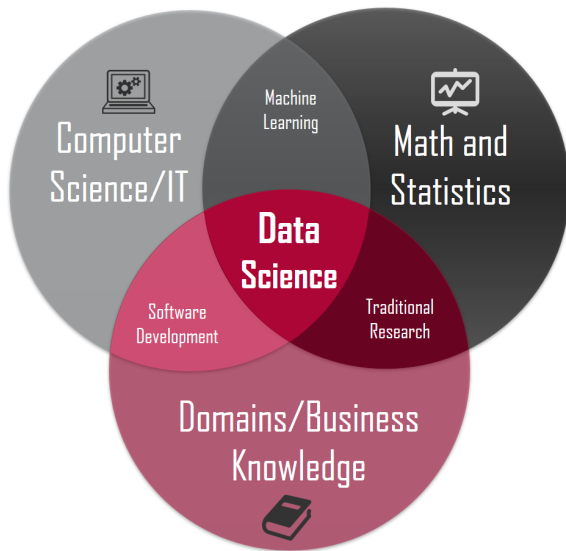 Machine
Learning
Computer
Science/IT
Math and
Statistics
Data
Science
Software
Development
Traditional
Research
Domains/Business
Knowledge